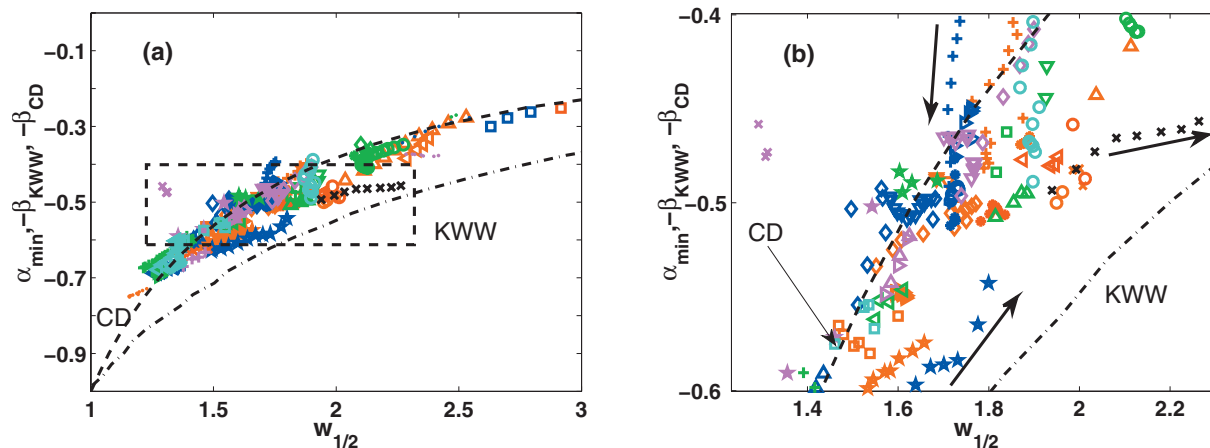 (a)
−0.1
−0.3
−0.5
−0.7
−0.9
1
1.5
2
2.5
3
α_min, −β_KWW, −β_CD
w_1/2
CD
KWW
(b)
−0.4
−0.5
−0.6
1.4
1.6
1.8
2
2.2
α_min, −β_KWW, −β_CD
w_1/2
CD
KWW